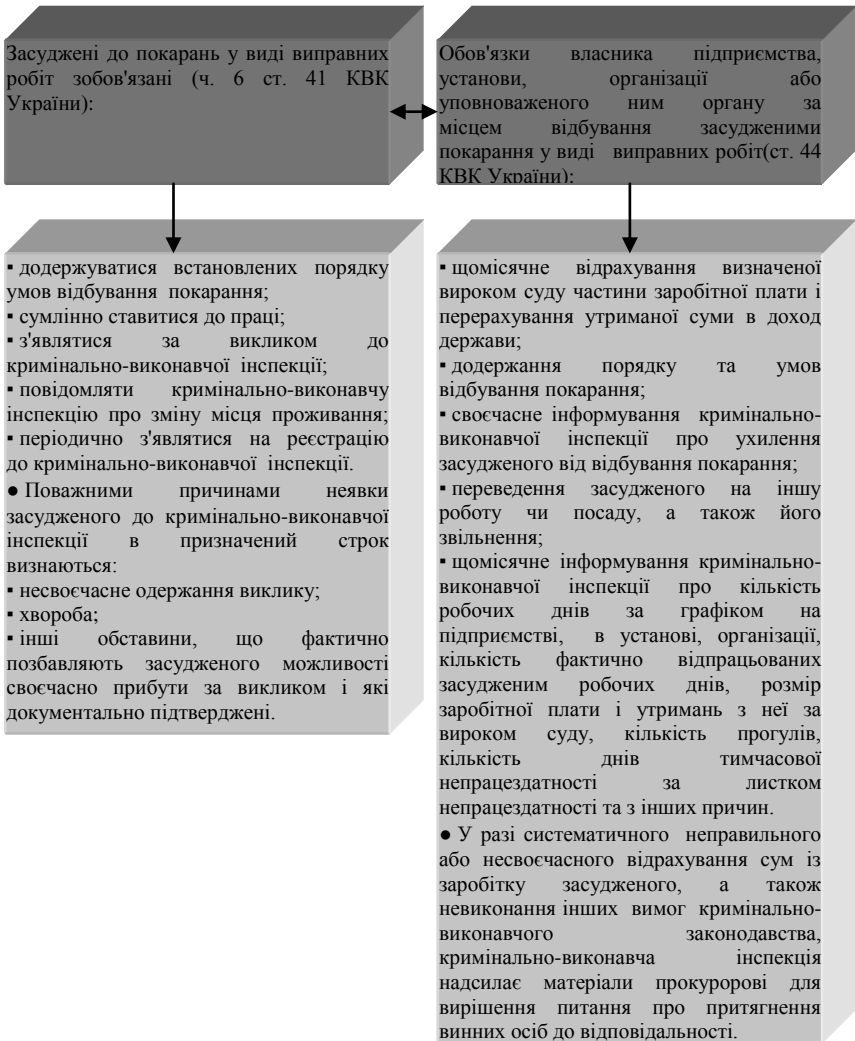 Засуджені до покарань у виді виправних
робіт зобов'язані (ч. 6 ст. 41 КВК
України):
Обов'язки власника підприємства,
установи, організації або
уповноваженого ним органу за
місцем відбування засудженими
покарання у виді виправних робіт(ст. 44
КВК України):
▪ додержуватися встановлених порядку
умов відбування покарання;
▪ сумлінно ставитися до праці;
▪ з'являтися за викликом до
кримінально-виконавчої інспекції;
▪ повідомляти кримінально-виконавчу
інспекцію про зміну місця проживання;
▪ періодично з'являтися на реєстрацію
до кримінально-виконавчої інспекції.
● Поважними причинами неявки
засудженого до кримінально-виконавчої
інспекції в призначений строк
визнаються:
▪ несвоєчасне одержання виклику;
▪ хвороба;
▪ інші обставини, що фактично
позбавляють засудженого можливості
своєчасно прибути за викликом і які
документально підтверджені.
▪ щомісячне відрахування визначеної
вироком суду частини заробітної плати і
перерахування утриманої суми в доход
держави;
▪ додержання порядку та умов
відбування покарання;
▪ своєчасне інформування кримінально-
виконавчої інспекції про ухилення
засудженого від відбування покарання;
▪ переведення засудженого на іншу
роботу чи посаду, а також його
звільнення;
▪ щомісячне інформування кримінально-
виконавчої інспекції про кількість
робочих днів за графіком на
підприємстві, в установі, організації,
кількість фактично відпрацьованих
засудженим робочих днів, розмір
заробітної плати і утримань з неї за
вироком суду, кількість прогулів,
кількість днів тимчасової
непрацездатності за листком
непрацездатності та з інших причин.
● У разі систематичного неправильного
або несвоєчасного відрахування сум із
заробітку засудженого, а також
невиконання інших вимог кримінально-
виконавчого законодавства,
кримінально-виконавча інспекція
надсилає матеріали прокуророві для
вирішення питання про притягнення
винних осіб до відповідальності.